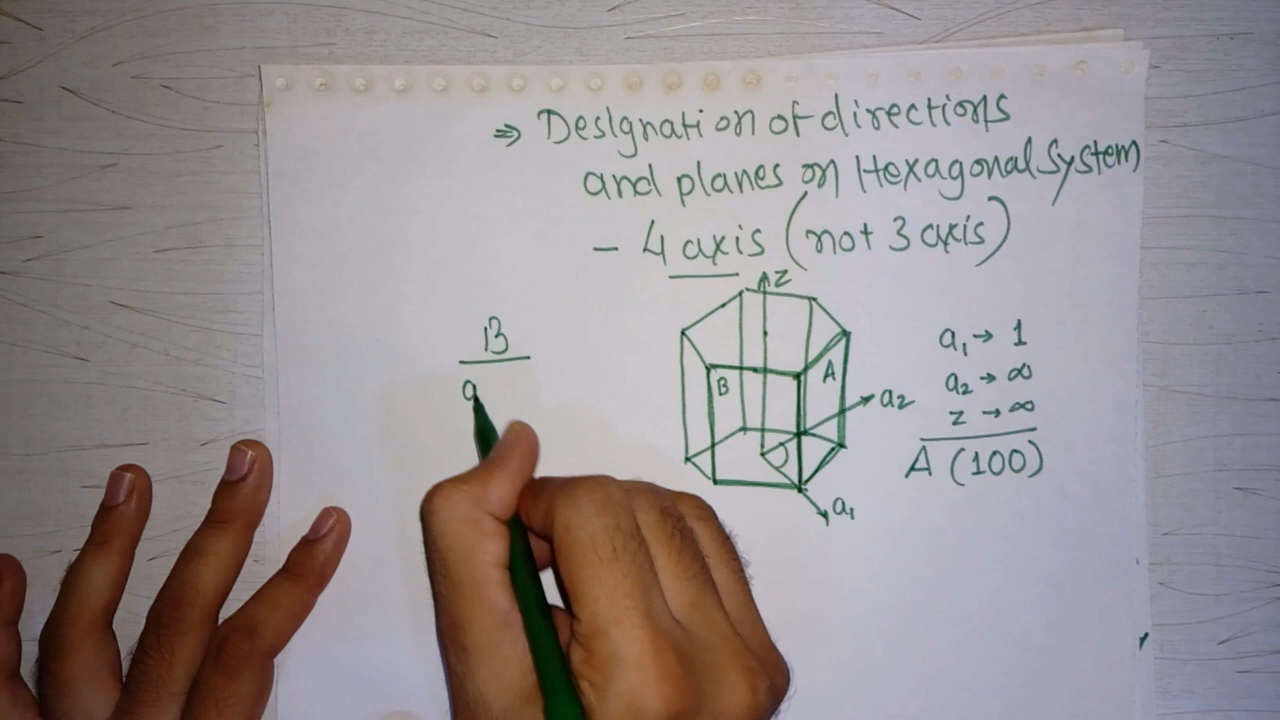 ⇒ Designation of directions
and planes on Hexagonal System
- 4 axis (not 3 axis)
z
B
a
B
A
a2
a1
a1 → 1
a2 → ∞
z → ∞
A (100)